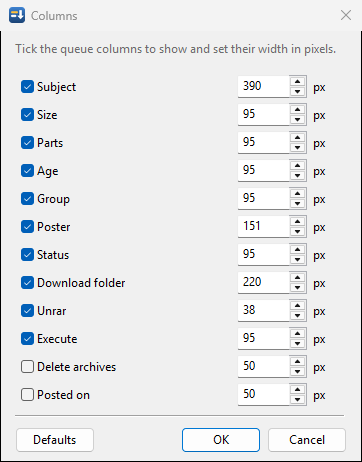 Columns
Tick the queue columns to show and set their width in pixels.
Subject 390 px
Size 95 px
Parts 95 px
Age 95 px
Group 95 px
Poster 151 px
Status 95 px
Download folder 220 px
Unrar 38 px
Execute 95 px
Delete archives 50 px
Posted on 50 px
Defaults OK Cancel